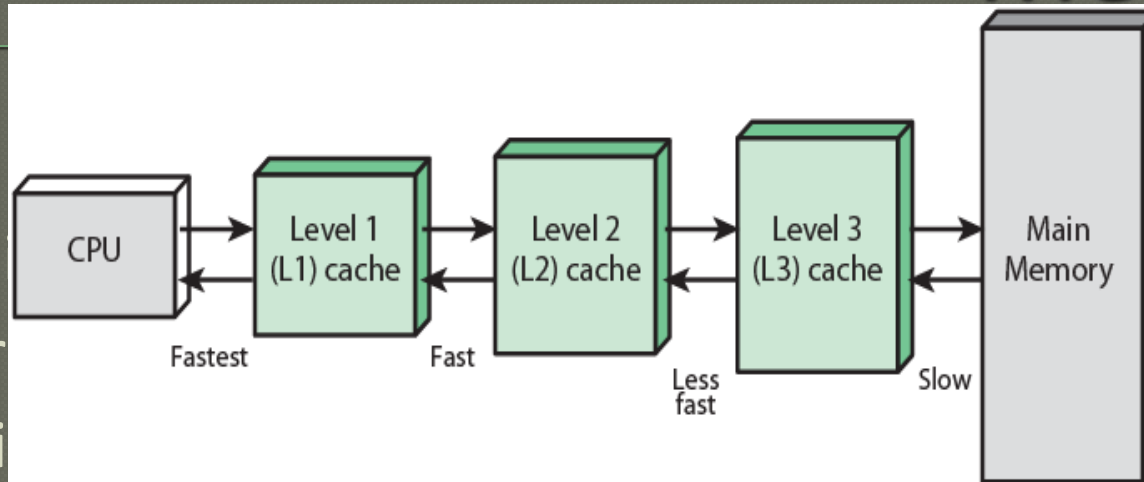 CPU
Level 1
(L1) cache
Level 2
(L2) cache
Level 3
(L3) cache
Main
Memory
Fastest
Fast
Less
fast
Slow